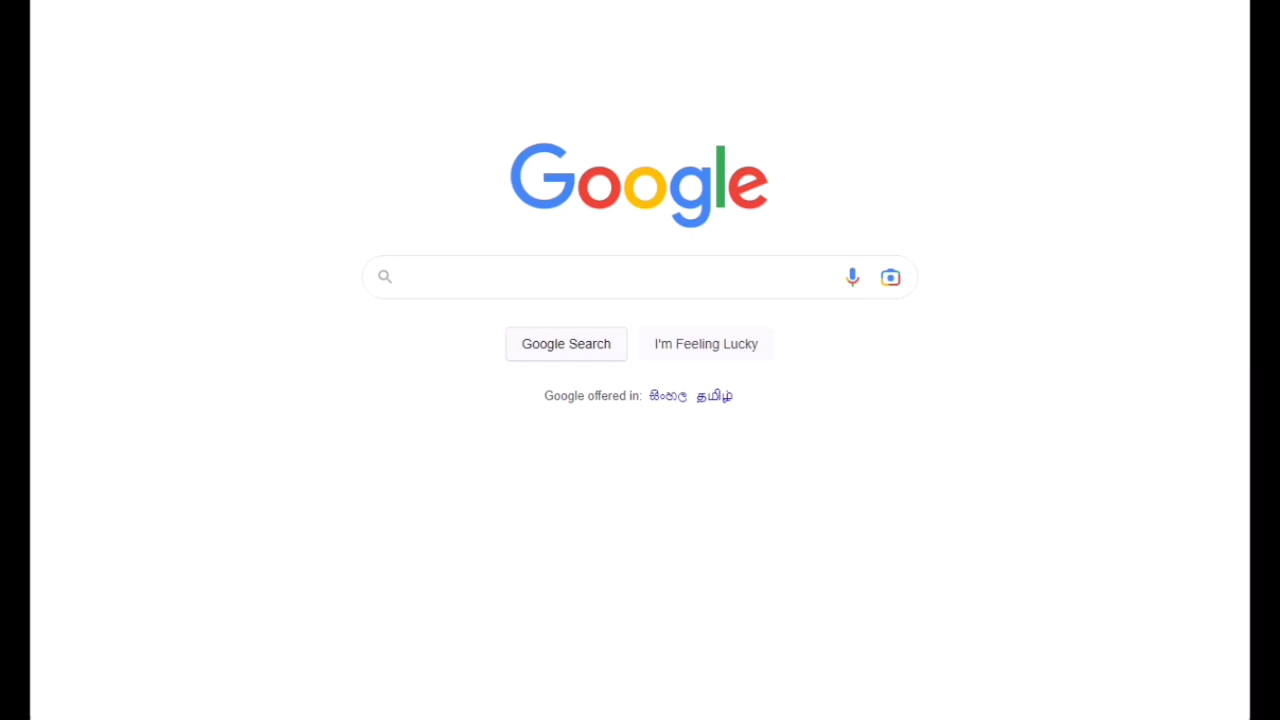 Google
Google Search I'm Feeling Lucky
Google offered in: සිංහල தமிழ்